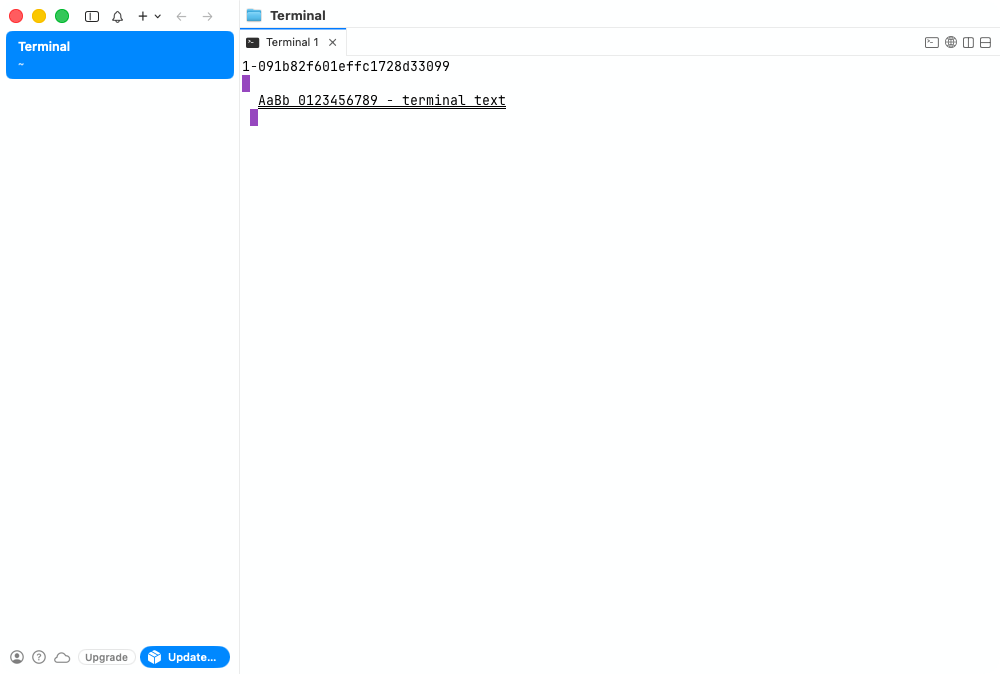 Terminal
Terminal
~
Terminal 1
1-091b82f601effc1728d33099
AaBb 0123456789 - terminal text
Upgrade
Update...